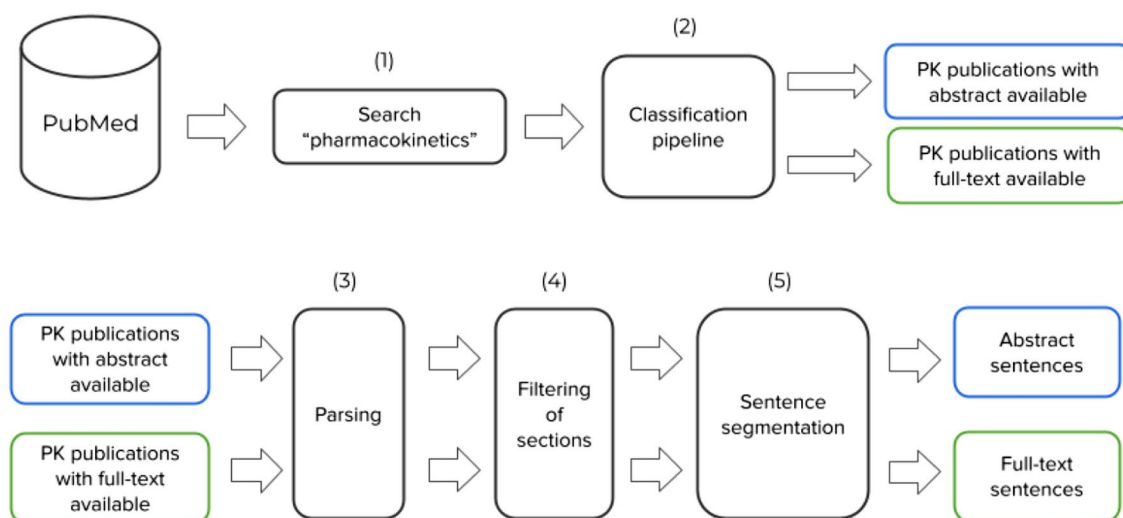 PubMed
(1)
Search
“pharmacokinetics”
(2)
Classification
pipeline
PK publications with
abstract available
PK publications with
full-text available
PK publications
with abstract
available
PK publications
with full-text
available
(3)
Parsing
(4)
Filtering
of
sections
(5)
Sentence
segmentation
Abstract
sentences
Full-text
sentences